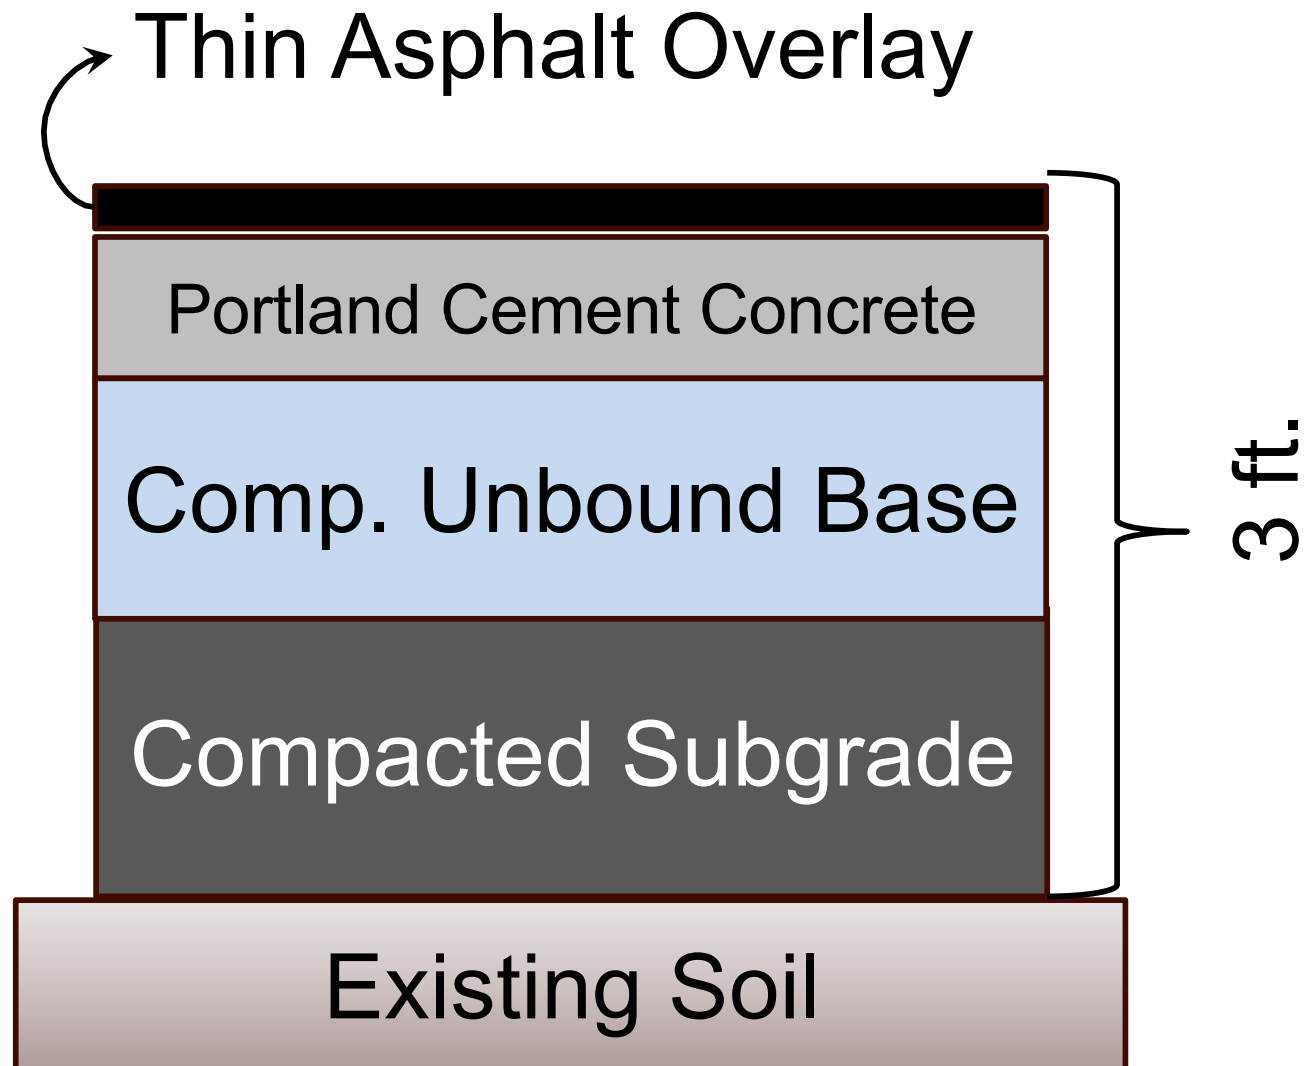 Thin Asphalt Overlay
Portland Cement Concrete
Comp. Unbound Base
3 ft.
Compacted Subgrade
Existing Soil